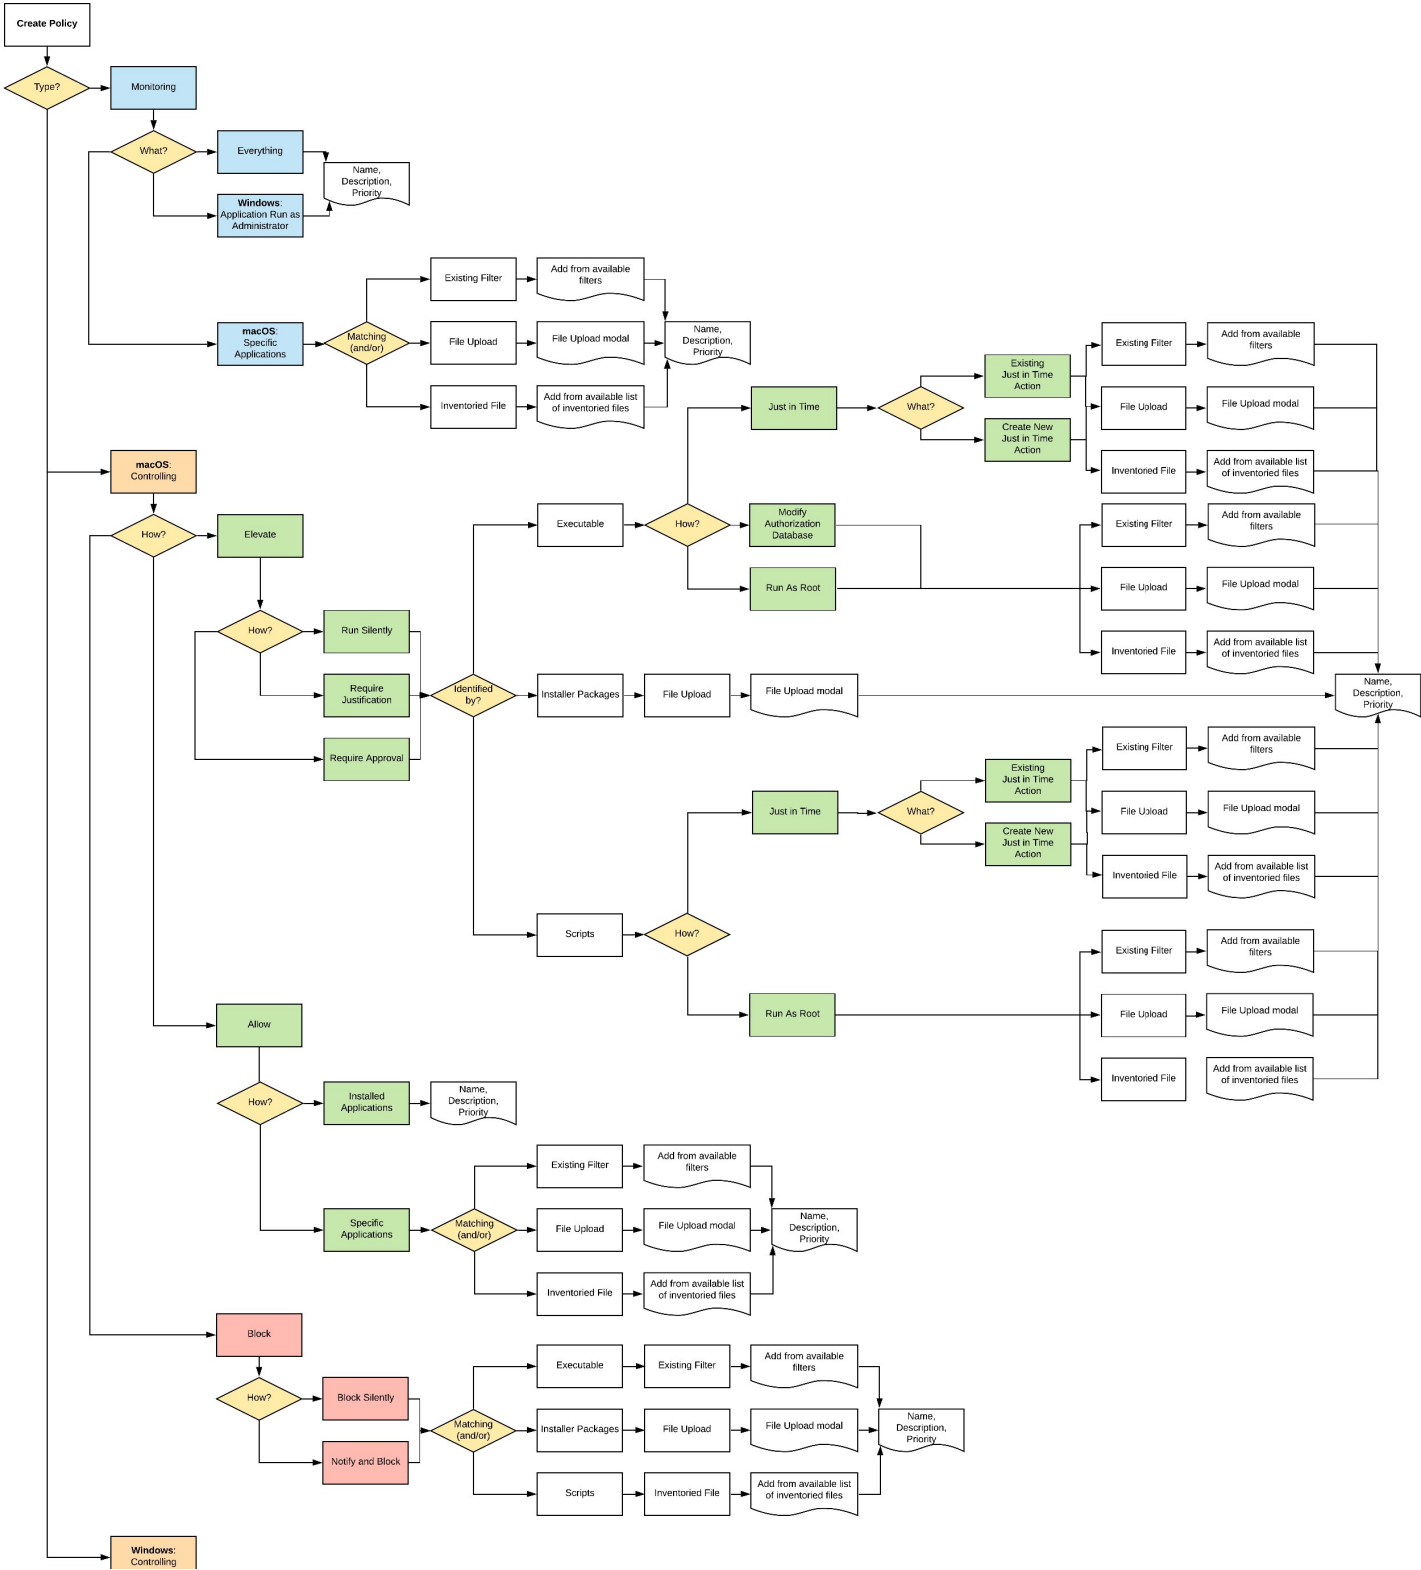 Create Policy
Type?
Monitoring
What?
Everything
Name,
Description,
Priority
Windows:
Application Run as
Administrator
Existing Filter
Add from available
filters
macOS:
Specific
Applications
Matching
(and/or)
File Upload
File Upload modal
Name,
Description,
Priority
Inventoried File
Add from available list
of inventoried files
Just in Time
What?
Existing
Just in Time
Action
Create New
Just in Time
Action
Existing Filter
Add from available
filters
File Upload
File Upload modal
Inventoried File
Add from available list
of inventoried files
macOS:
Controlling
How?
Elevate
Executable
How?
Modify
Authorization
Database
Run As Root
Existing Filter
Add from available
filters
File Upload
File Upload modal
Inventoried File
Add from available list
of inventoried files
How?
Run Silently
Require
Justification
Require Approval
Identified
by?
Installer Packages
File Upload
File Upload modal
Name,
Description,
Priority
Just in Time
What?
Existing
Just in Time
Action
Create New
Just in Time
Action
Existing Filter
Add from available
filters
File Upload
File Upload modal
Inventoried File
Add from available list
of inventoried files
Scripts
How?
Run As Root
Existing Filter
Add from available
filters
File Upload
File Upload modal
Inventoried File
Add from available list
of inventoried files
Allow
How?
Installed
Applications
Name,
Description,
Priority
Specific
Applications
Matching
(and/or)
Existing Filter
Add from available
filters
File Upload
File Upload modal
Name,
Description,
Priority
Inventoried File
Add from available list
of inventoried files
Block
How?
Block Silently
Notify and Block
Matching
(and/or)
Executable
Existing Filter
Add from available
filters
Installer Packages
File Upload
File Upload modal
Name,
Description,
Priority
Scripts
Inventoried File
Add from available list
of inventoried files
Windows:
Controlling